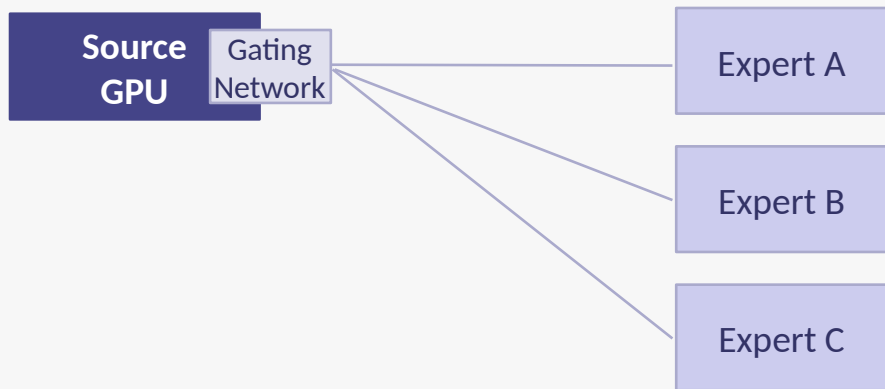 Source
GPU
Gating
Network
Expert A
Expert B
Expert C